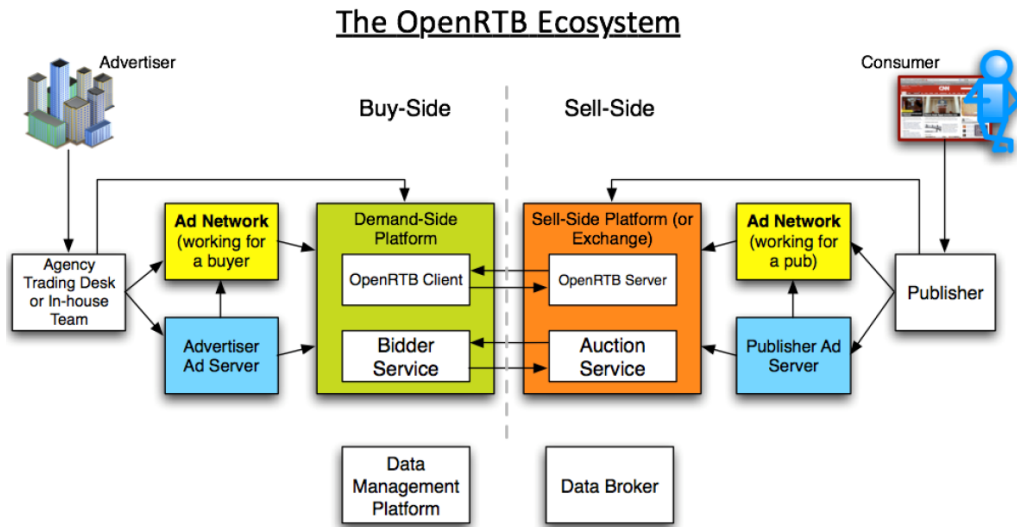 The OpenRTB Ecosystem
Advertiser
Consumer
Buy-Side
Sell-Side
CNN
Ad Network
(working for
a buyer
Demand-Side
Platform
Sell-Side Platform (or
Exchange)
Ad Network
(working for
a pub)
Agency
Trading Desk
or In-house
Team
OpenRTB Client
OpenRTB Server
Publisher
Advertiser
Ad Server
Bidder
Service
Auction
Service
Publisher Ad
Server
Data
Management
Platform
Data Broker